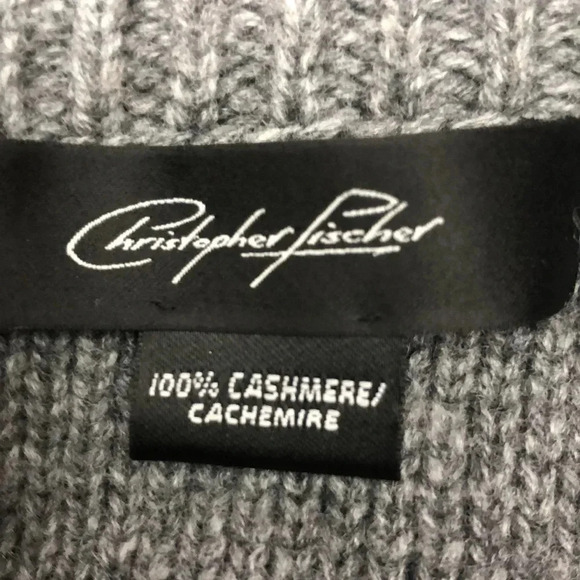 Christopher Fischer
100% CASHMERE/
CACHEMIRE